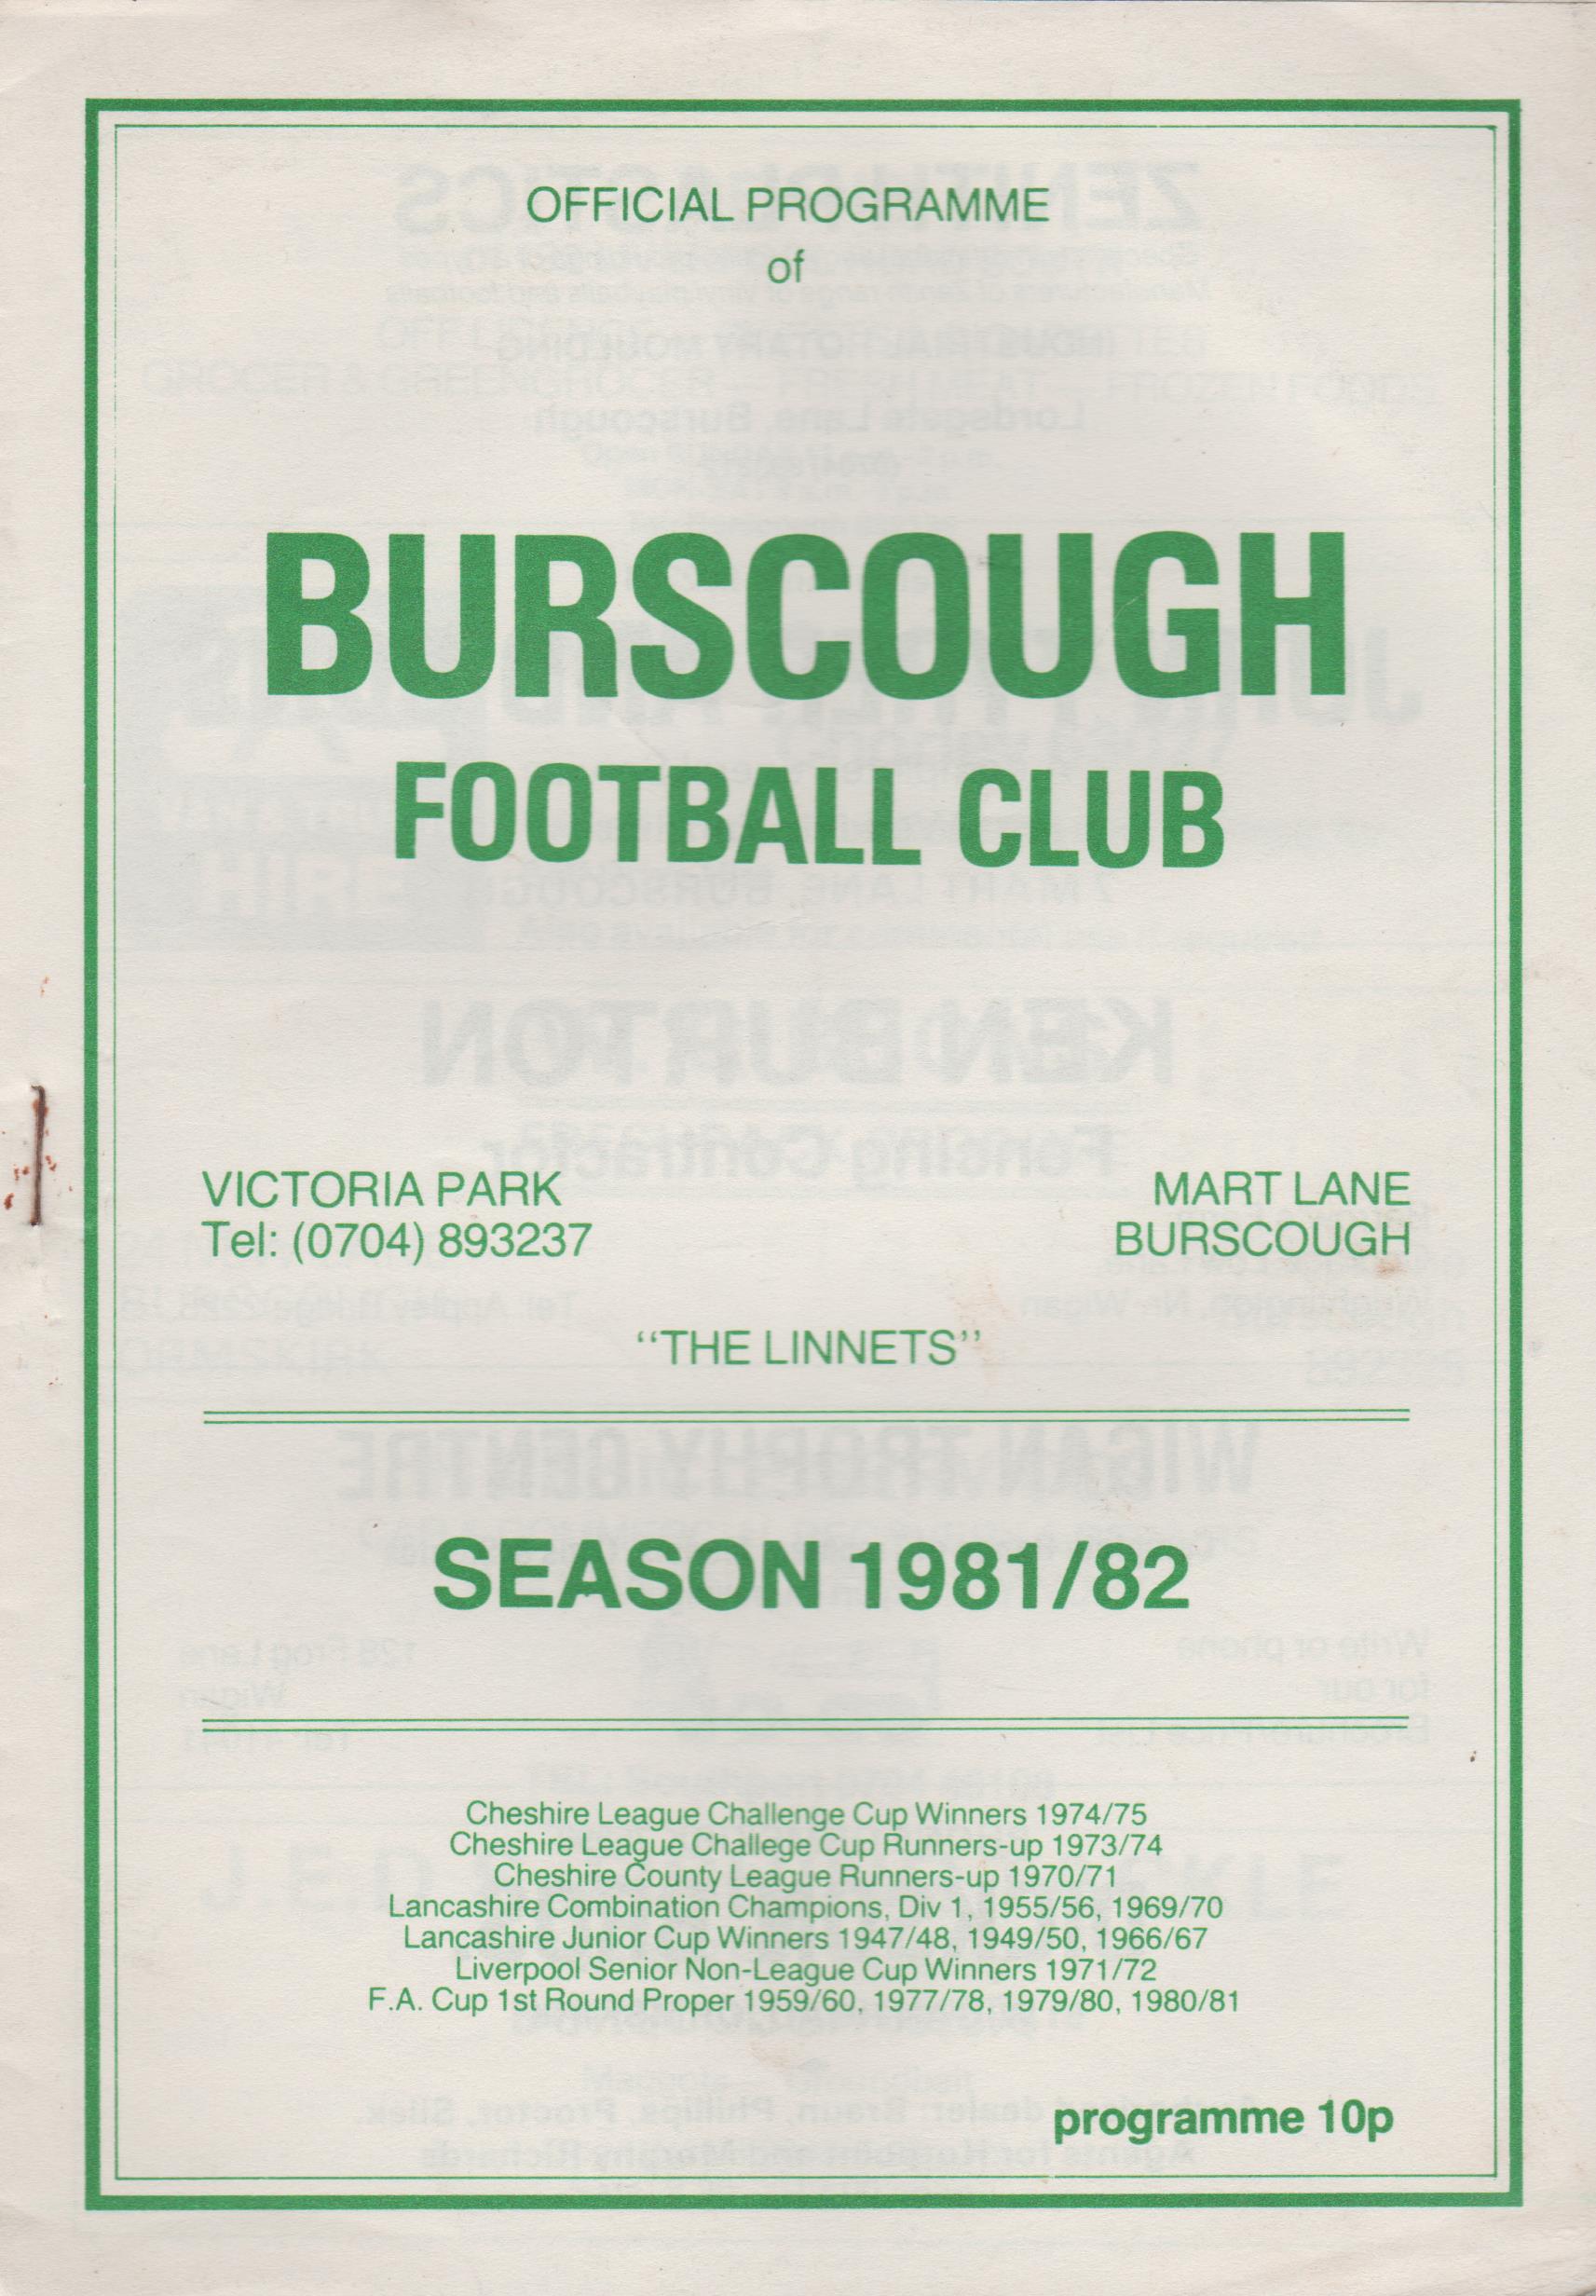 OFFICIAL PROGRAMME
of
BURSCOUGH
FOOTBALL CLUB
VICTORIA PARK
Tel: (0704) 893237
MART LANE
BURSCOUGH
"THE LINNETS"
SEASON 1981/82
Cheshire League Challenge Cup Winners 1974/75
Cheshire League Challege Cup Runners-up 1973/74
Cheshire County League Runners-up 1970/71
Lancashire Combination Champions, Div 1, 1955/56, 1969/70
Lancashire Junior Cup Winners 1947/48, 1949/50, 1966/67
Liverpool Senior Non-League Cup Winners 1971/72
F.A. Cup 1st Round Proper 1959/60, 1977/78, 1979/80, 1980/81
programme 10p